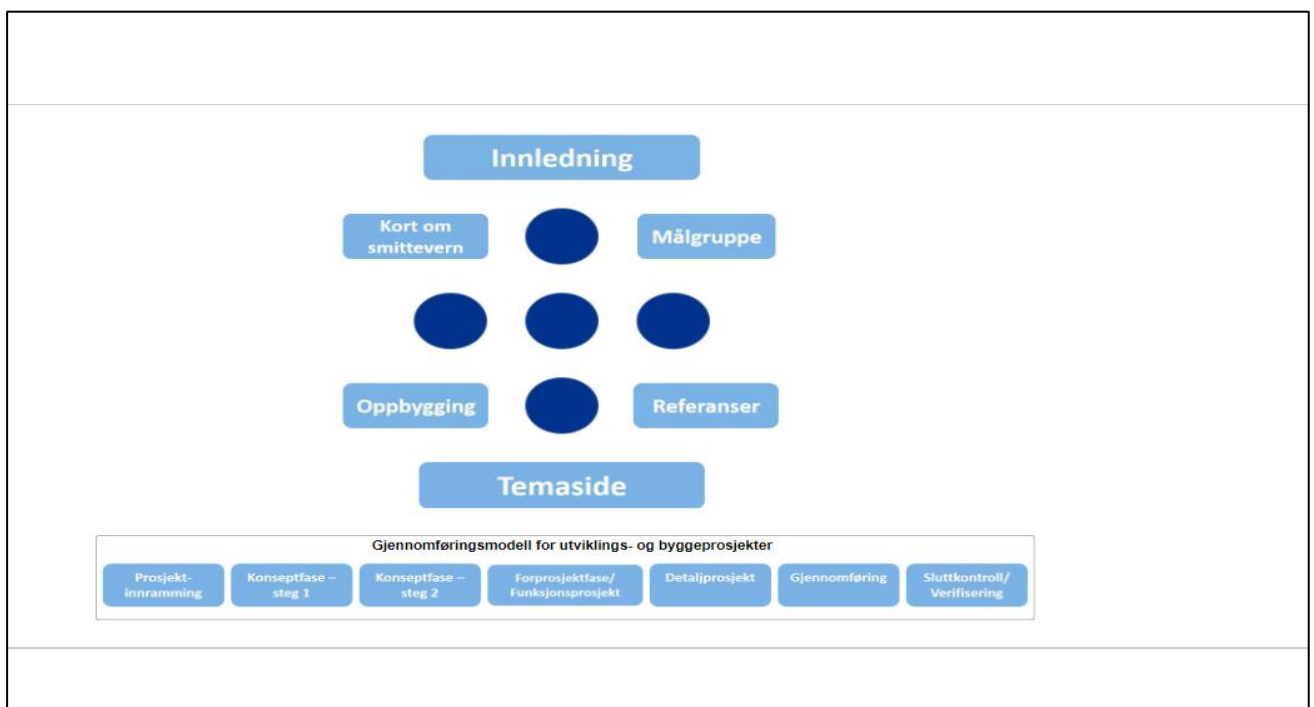 Innledning
Kort om
smittevern
Målgruppe
Oppbygging
Referanser
Temaside
Gjennomføringsmodell for utviklings- og byggeprosjekter
Prosjekt-
innramming
Konseptfase –
steg 1
Konseptfase –
steg 2
Forprosjektfase/
Funksjonsprosjekt
Detaljprosjekt
Gjennomføring
Sluttkontroll/
Verifisering